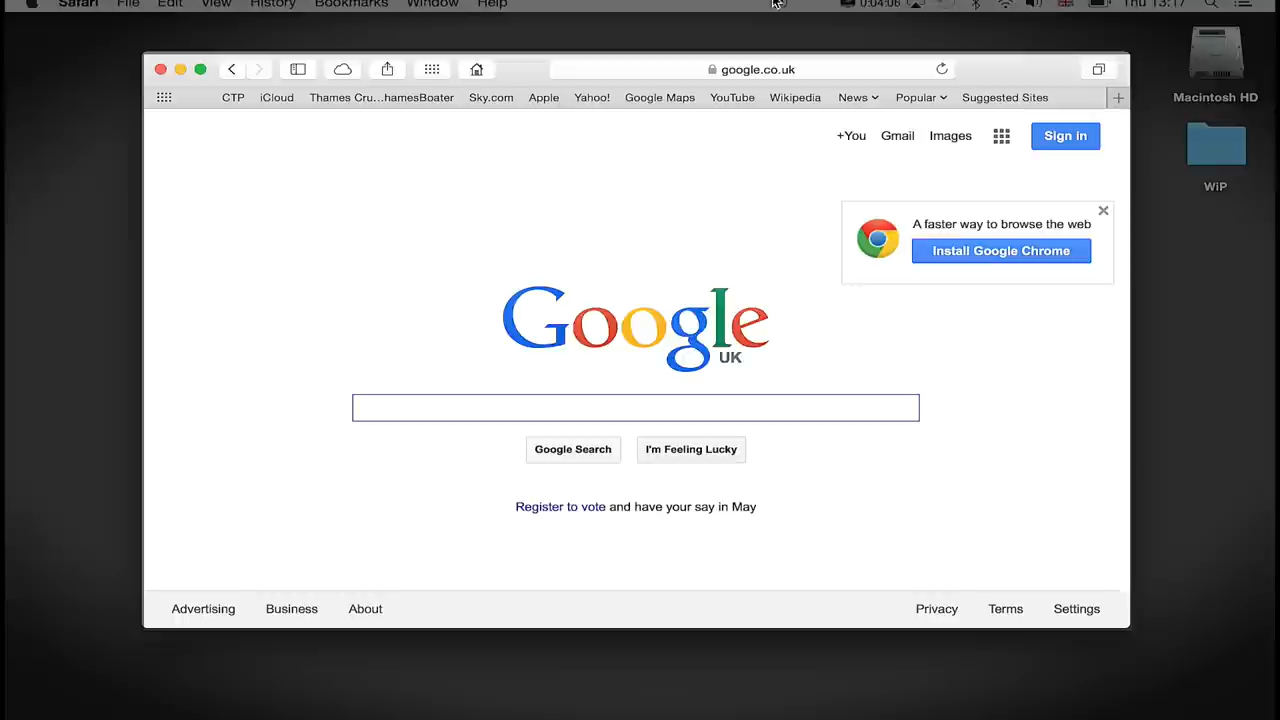 Safari File Edit View History Bookmarks Window Help 0:04:06 Thu 13:17
google.co.uk
CTP iCloud Thames Cru...hamesBoater Sky.com Apple Yahoo! Google Maps YouTube Wikipedia News Popular Suggested Sites
Macintosh HD
+You Gmail Images Sign in
WiP
A faster way to browse the web
Install Google Chrome
Google
UK
Google Search I'm Feeling Lucky
Register to vote and have your say in May
Advertising Business About Privacy Terms Settings